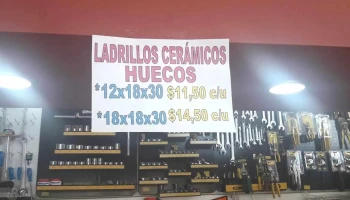 LADRILLOS CERÁMICOS
HUECOS
*12x18x30 $11,50 c/u
*18x18x30 $14,50 c/u